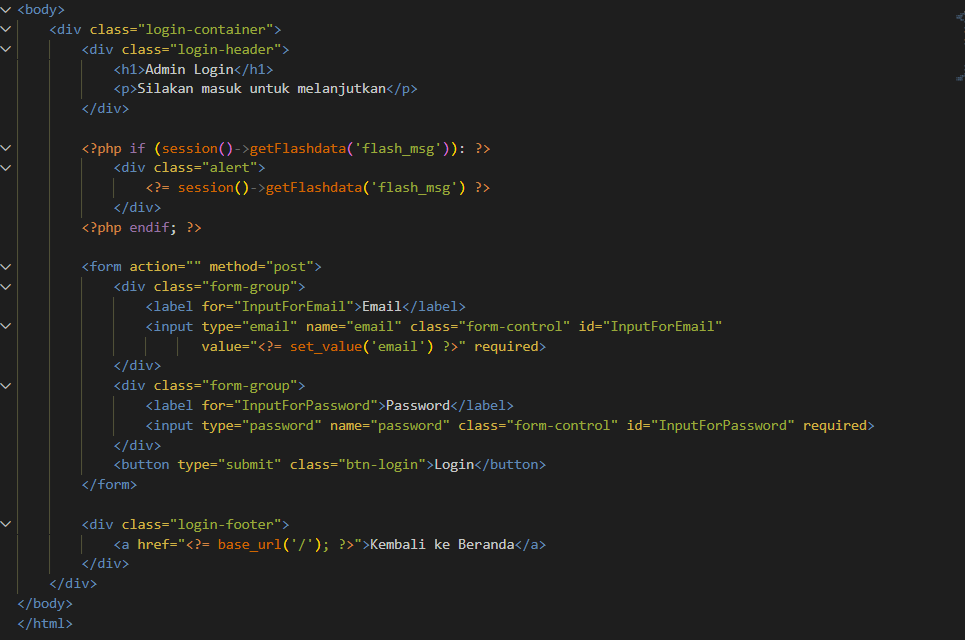 <body>
<div class="login-container">
<div class="login-header">
<h1>Admin Login</h1>
<p>Silakan masuk untuk melanjutkan</p>
</div>
<?php if (session()->getFlashdata('flash_msg')): ?>
<div class="alert">
<?= session()->getFlashdata('flash_msg') ?>
</div>
<?php endif; ?>
<form action="" method="post">
<div class="form-group">
<label for="InputForEmail">Email</label>
<input type="email" name="email" class="form-control" id="InputForEmail"
value="<?= set_value('email') ?>" required>
</div>
<div class="form-group">
<label for="InputForPassword">Password</label>
<input type="password" name="password" class="form-control" id="InputForPassword" required>
</div>
<button type="submit" class="btn-login">Login</button>
</form>
<div class="login-footer">
<a href="<?= base_url('/'); ?>">Kembali ke Beranda</a>
</div>
</div>
</body>
</html>